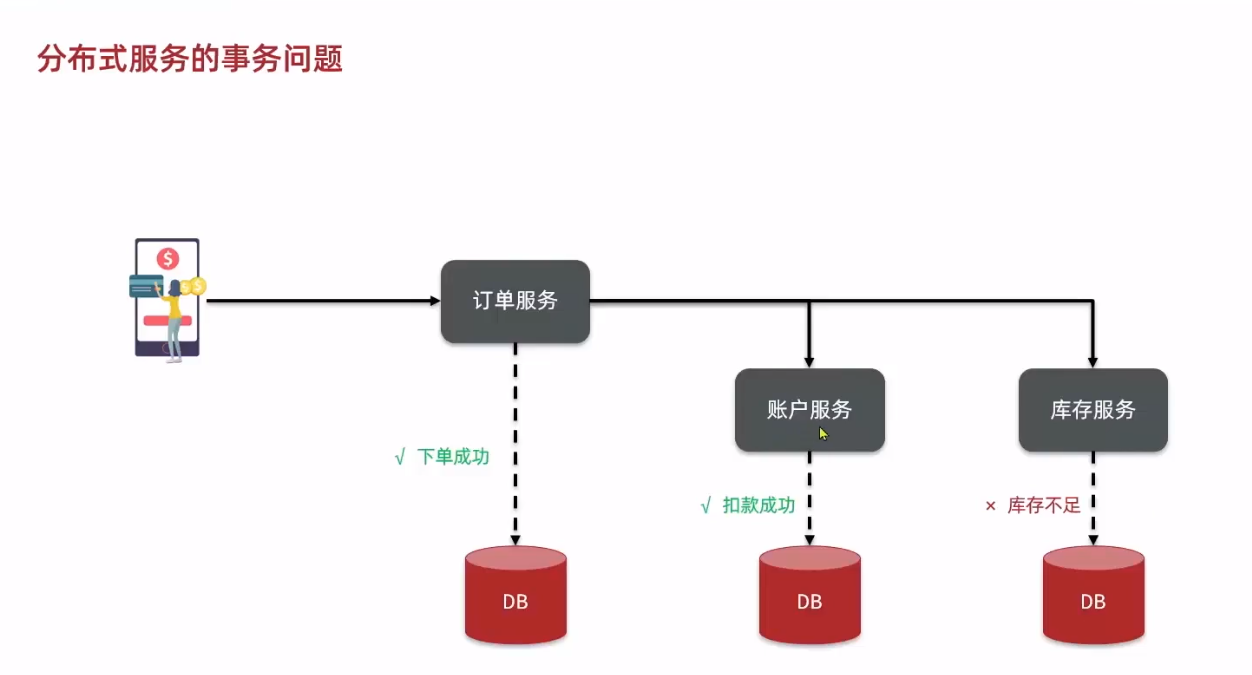 分布式服务的事务问题
$
$
订单服务
账户服务
库存服务
√ 下单成功
√ 扣款成功
× 库存不足
DB
DB
DB